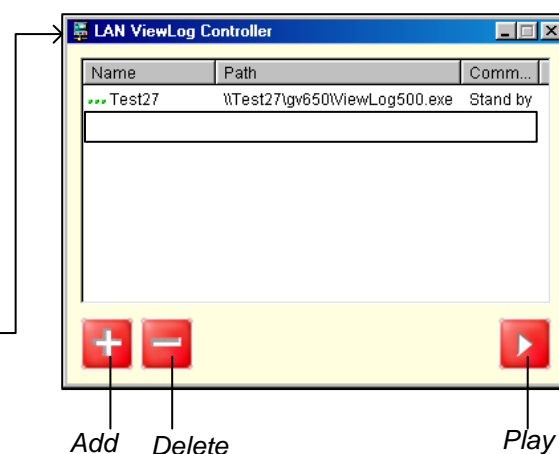 LAN ViewLog Controller
Name Path Comm...
Test27 \\Test27\gv650\ViewLog500.exe Stand by
Add Delete Play